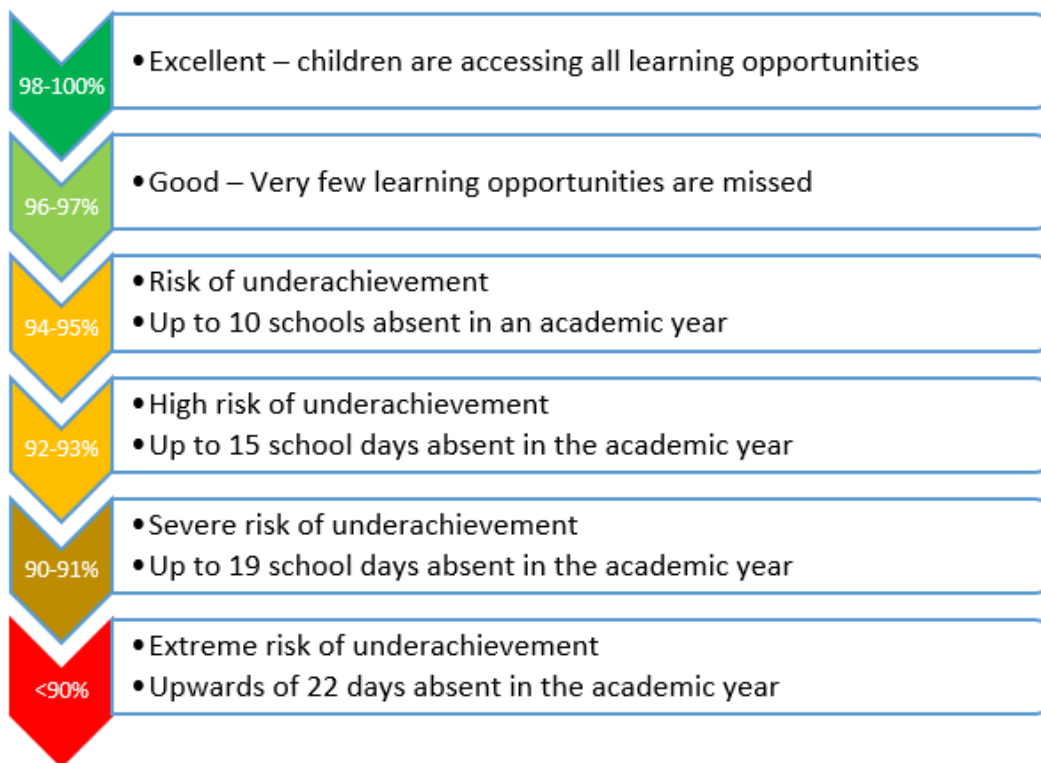 98-100%
•Excellent – children are accessing all learning opportunities
96-97%
•Good – Very few learning opportunities are missed
94-95%
•Risk of underachievement
•Up to 10 schools absent in an academic year
92-93%
•High risk of underachievement
•Up to 15 school days absent in the academic year
90-91%
•Severe risk of underachievement
•Up to 19 school days absent in the academic year
<90%
•Extreme risk of underachievement
•Upwards of 22 days absent in the academic year